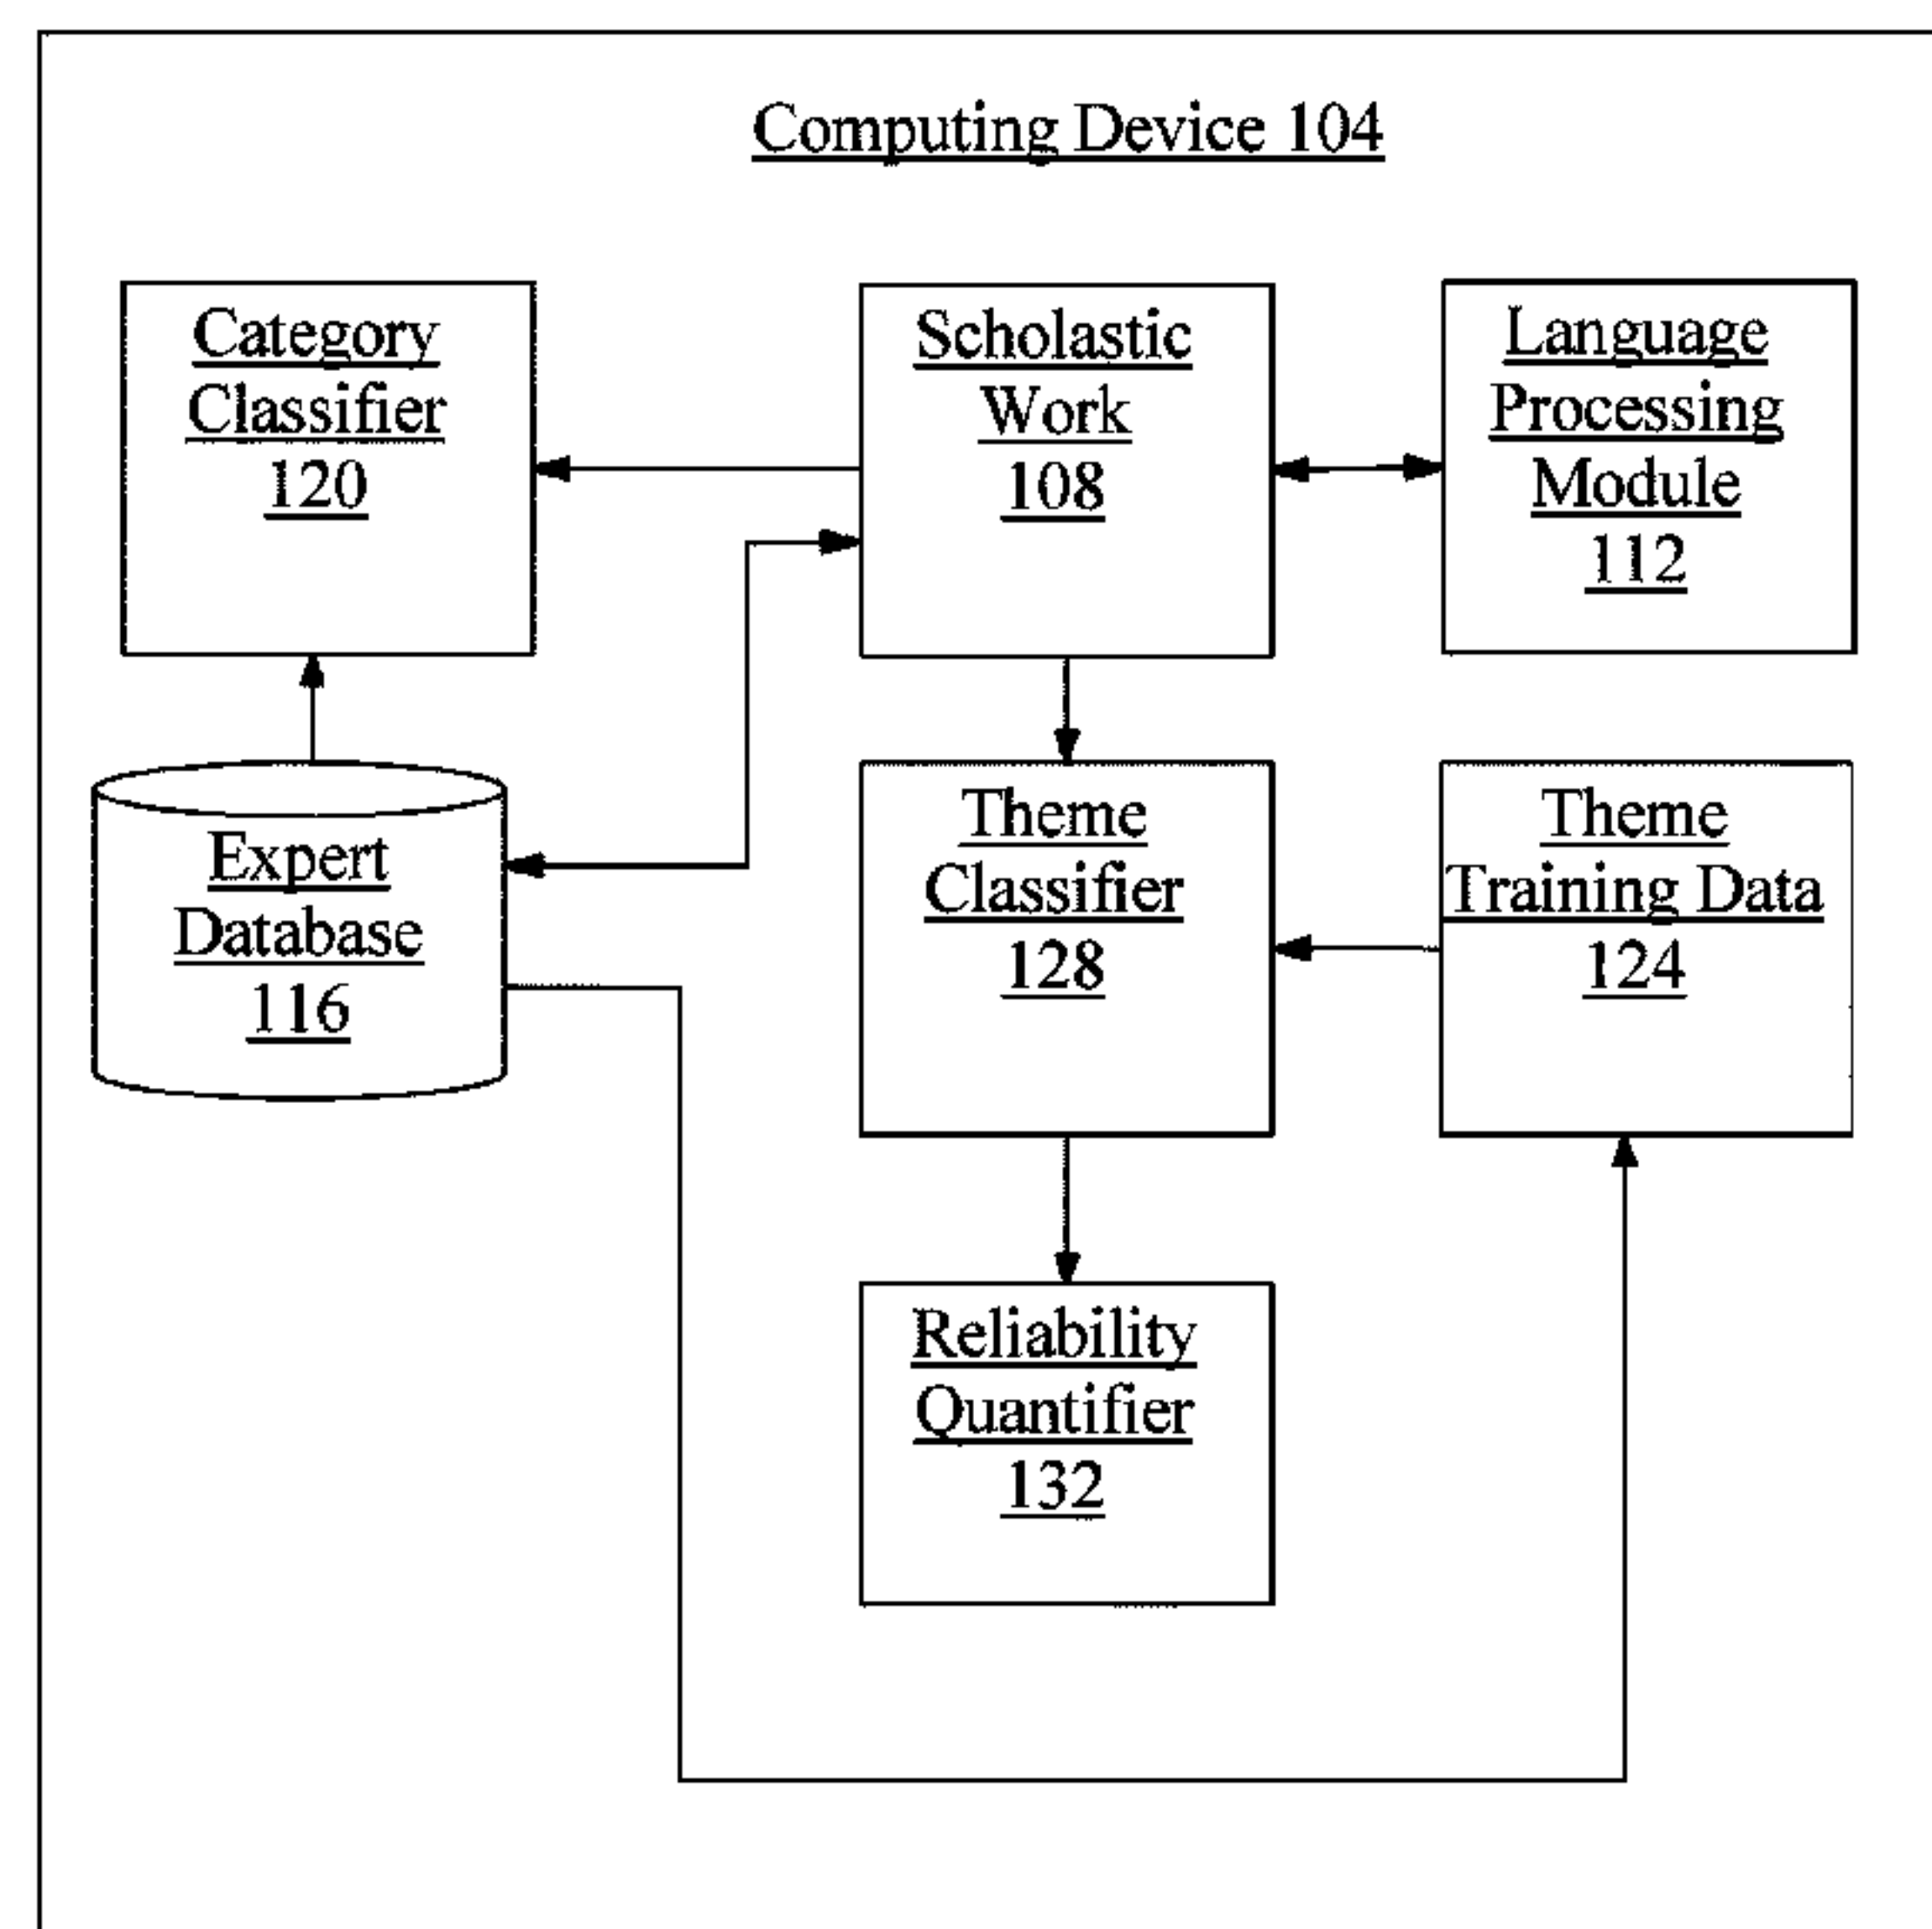 Computing Device 104
Category
Classifier
120
Scholastic
Work
108
Language
Processing
Module
112
Expert
Database
116
Theme
Classifier
128
Theme
Training Data
124
Reliability
Quantifier
132